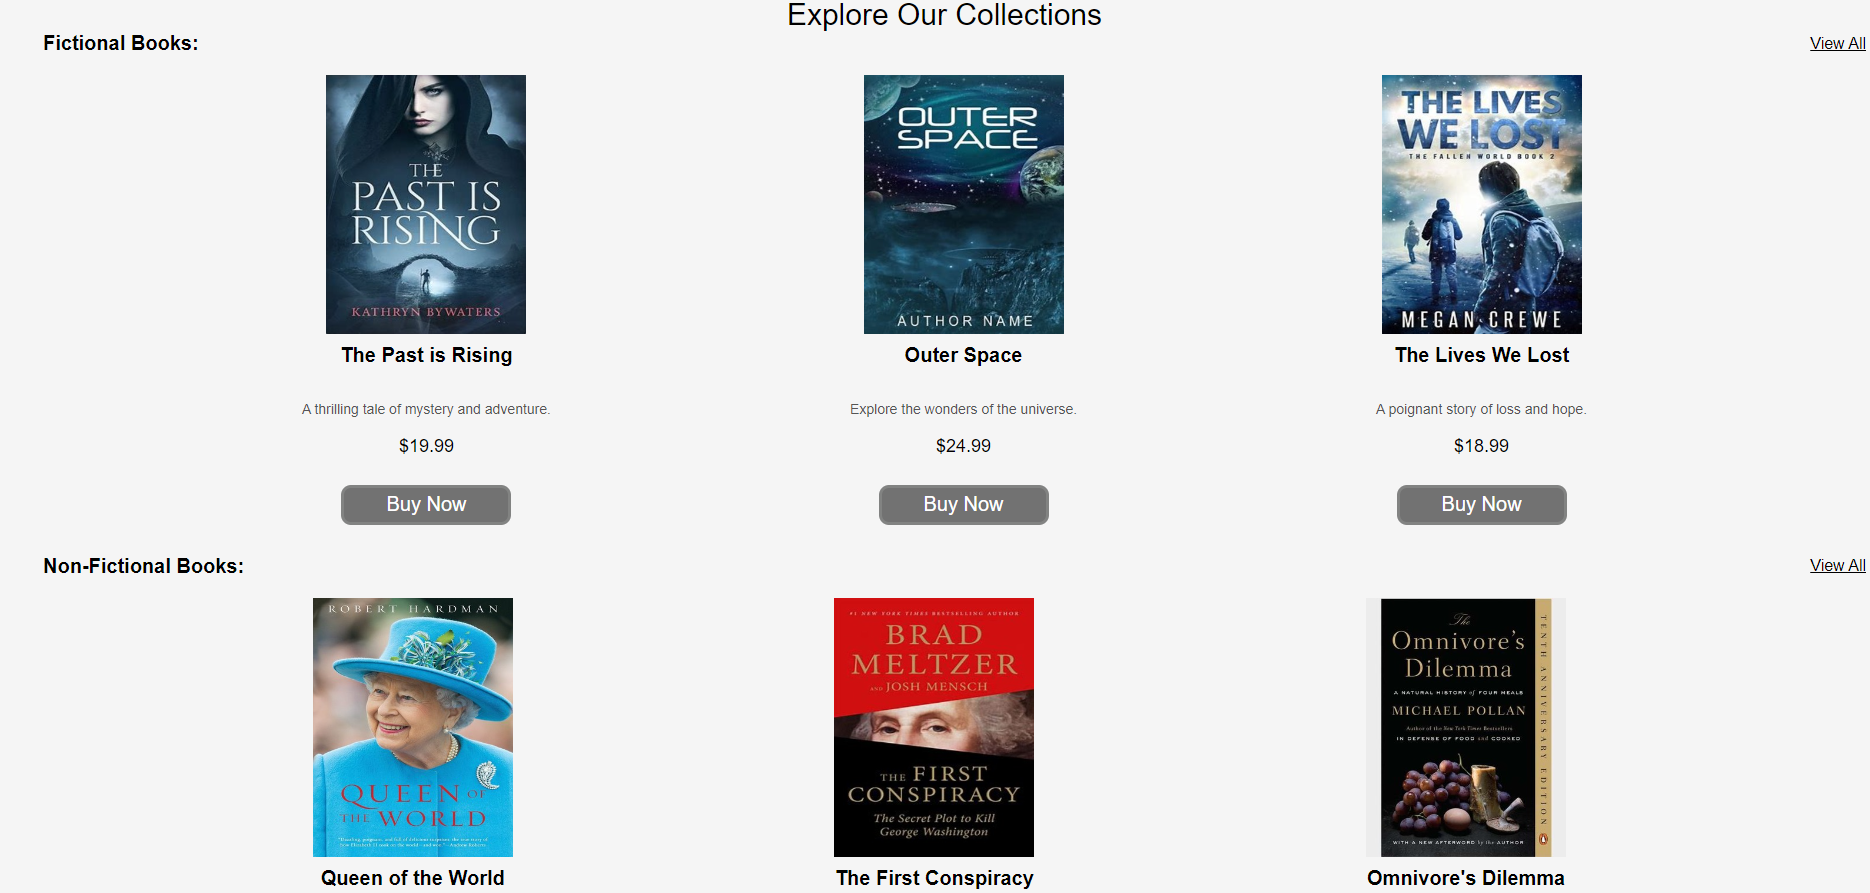 Explore Our Collections
Fictional Books:
View All
THE
PAST IS
RISING
KATHRYN BYWATERS
OUTER
SPACE
AUTHOR NAME
THE LIVES
WE LOST
THE FALLEN WORLD BOOK 2
MEGAN CREWE
The Past is Rising
Outer Space
The Lives We Lost
A thrilling tale of mystery and adventure.
Explore the wonders of the universe.
A poignant story of loss and hope.
$19.99
$24.99
$18.99
Buy Now
Buy Now
Buy Now
Non-Fictional Books:
View All
ROBERT HARDMAN
QUEEN OF
THE WORLD
#1 NEW YORK TIMES BESTSELLING AUTHOR
BRAD
MELTZER
AND JOSH MENSCH
THE FIRST
CONSPIRACY
The Secret Plot to Kill
George Washington
The
Omnivore's
Dilemma
A NATURAL HISTORY of FOUR MEALS
MICHAEL POLLAN
Author of the New York Times Bestsellers
IN DEFENSE OF FOOD and COOKED
WITH A NEW AFTERWORD by the AUTHOR
TENTH ANNIVERSARY EDITION
Queen of the World
The First Conspiracy
Omnivore's Dilemma